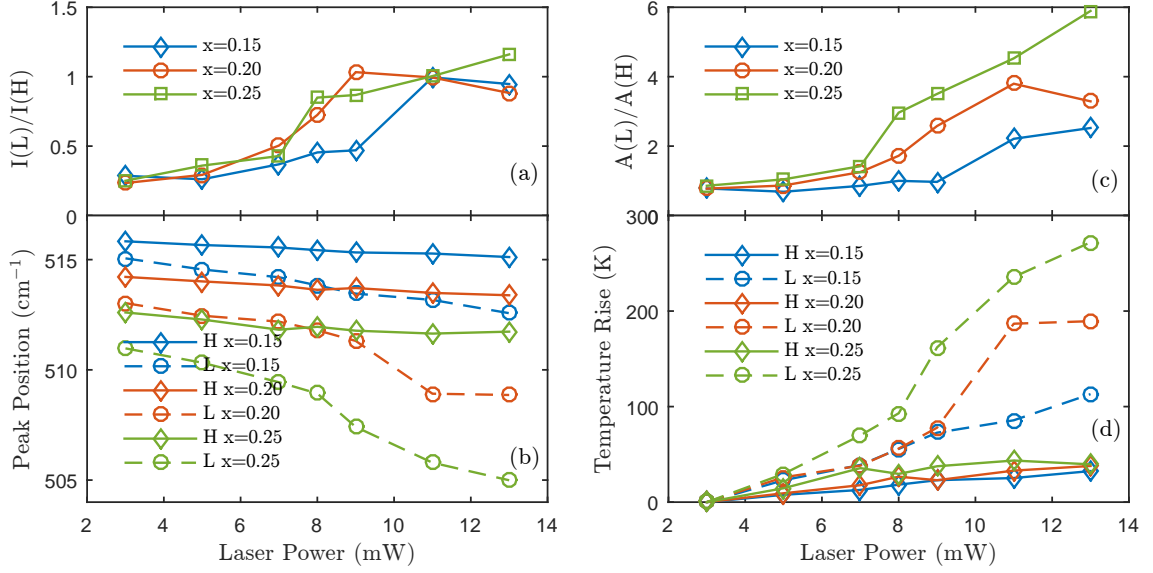 1.5
1
0.5
0
I(L)/I(H)
x=0.15
x=0.20
x=0.25
(a)
515
510
505
Peak Position (cm⁻¹)
H x=0.15
L x=0.15
H x=0.20
L x=0.20
H x=0.25
L x=0.25
(b)
2 4 6 8 10 12 14
Laser Power (mW)
6
4
2
0
A(L)/A(H)
x=0.15
x=0.20
x=0.25
(c)
300
200
100
0
Temperature Rise (K)
H x=0.15
L x=0.15
H x=0.20
L x=0.20
H x=0.25
L x=0.25
(d)
2 4 6 8 10 12 14
Laser Power (mW)